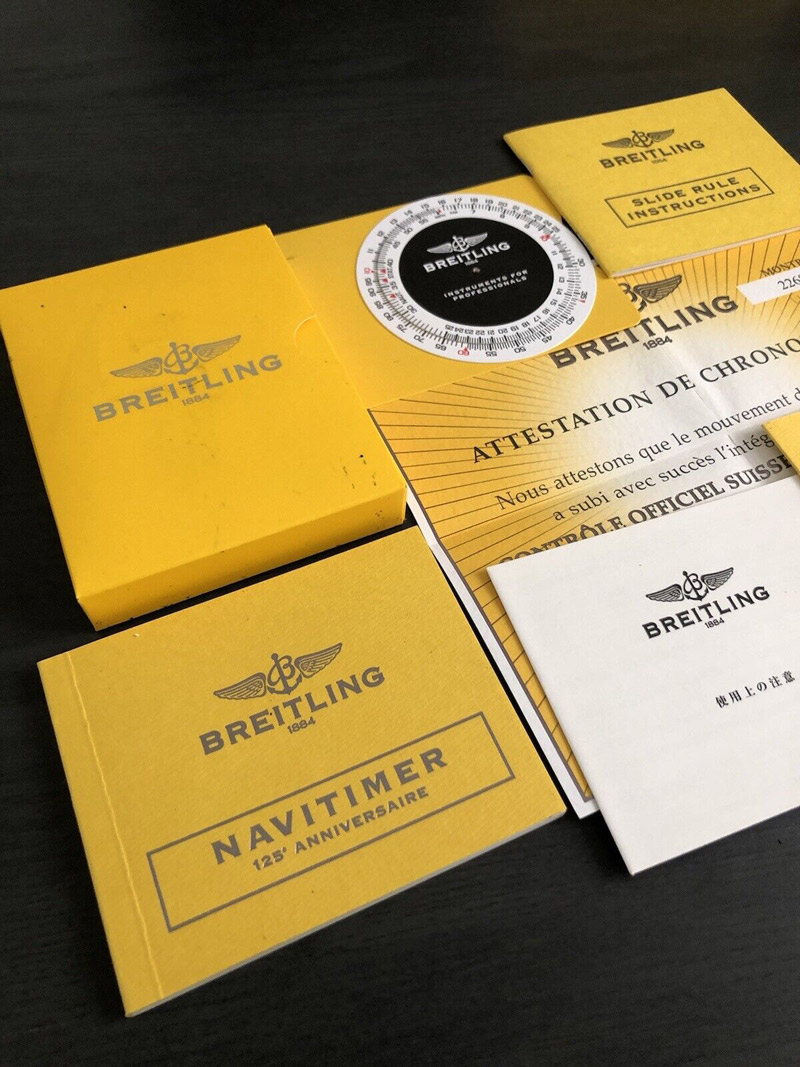 BREITLING
1884
SLIDE RULE
INSTRUCTIONS
BREITLING
1884
INSTRUMENTS FOR
PROFESSIONALS
BREITLING
1884
BREITLING
1884
ATTESTATION DE CHRONO
Nous attestons que le mouvement d
a subi avec succès l'intég
CONTRÔLE OFFICIEL SUISSE
BREITLING
1884
使用上の注意
BREITLING
1884
NAVITIMER
125e ANNIVERSAIRE